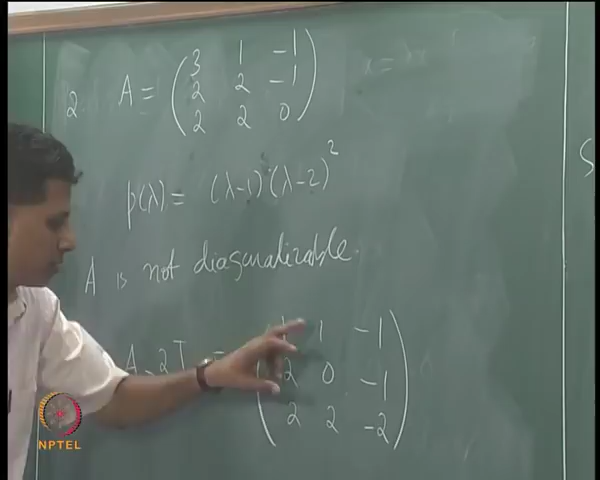 2. A = ( 3 1 -1
2 2 -1
2 2 0 )
p(λ) = (λ-1) (λ-2)²
A is not diagonalizable.
A - 2I = ( 1 1 -1
2 0 -1
2 2 -2 )
S
NPTEL